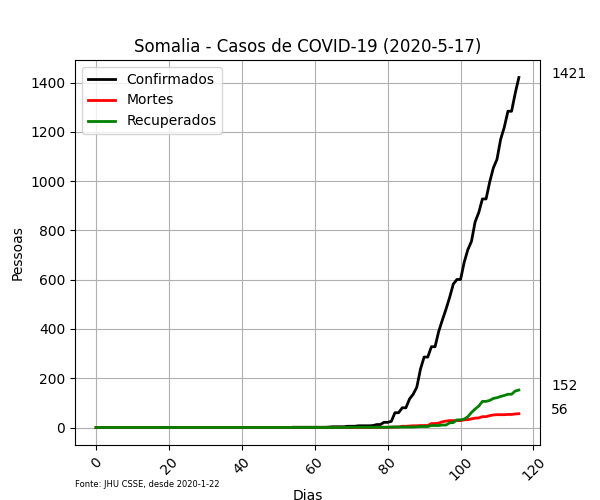 Somalia - Casos de COVID-19 (2020-5-17)
Confirmados
Mortes
Recuperados
1421
152
56
1400
1200
1000
800
600
400
200
0
Pessoas
0
20
40
60
80
100
120
Fonte: JHU CSSE, desde 2020-1-22
Dias